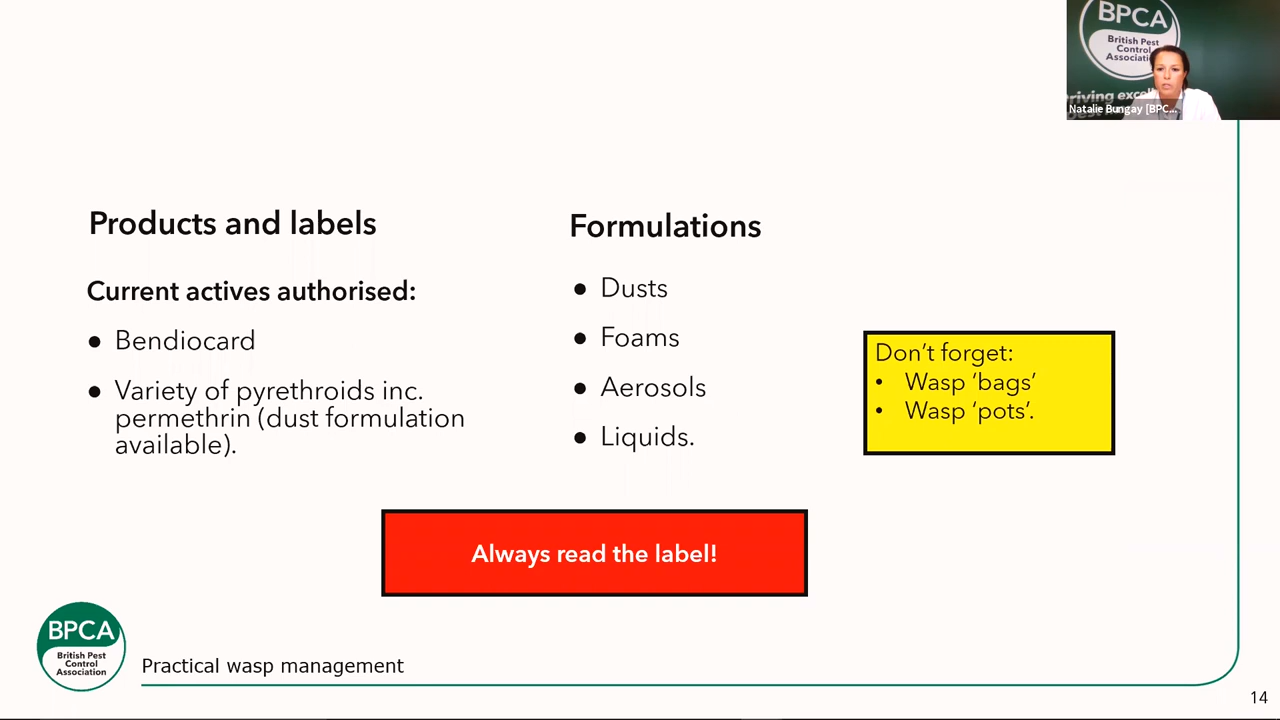 BPCA
British Pest
Control
Associati
riving excel
Natalie Bungay [BPC...
Products and labels
Current actives authorised:
● Bendiocard
● Variety of pyrethroids inc.
permethrin (dust formulation
available).
Formulations
● Dusts
● Foams
● Aerosols
● Liquids.
Don’t forget:
• Wasp ‘bags’
• Wasp ‘pots’.
Always read the label!
BPCA
British Pest
Control
Association
Practical wasp management
14